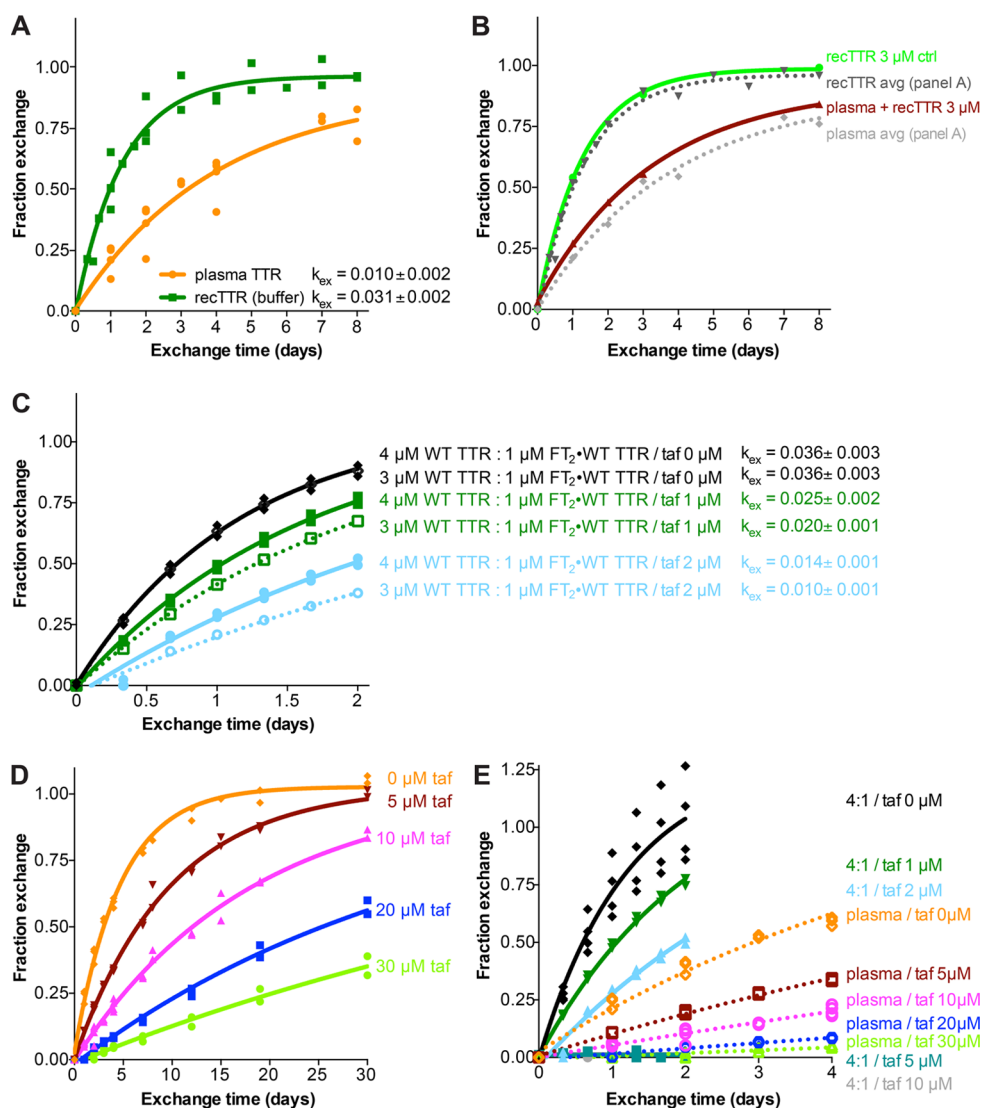 A
Fraction exchange
1.00
0.75
0.50
0.25
0.00
plasma TTR kex = 0.010± 0.002
recTTR (buffer) kex = 0.031± 0.002
0 1 2 3 4 5 6 7 8
Exchange time (days)
B
Fraction exchange
1.00
0.75
0.50
0.25
0.00
recTTR 3 µM ctrl
recTTR avg (panel A)
plasma + recTTR 3 µM
plasma avg (panel A)
0 1 2 3 4 5 6 7 8
Exchange time (days)
C
Fraction exchange
1.00
0.75
0.50
0.25
0.00
4 µM WT TTR : 1 µM FT2•WT TTR / taf 0 µM kex = 0.036± 0.003
3 µM WT TTR : 1 µM FT2•WT TTR / taf 0 µM kex = 0.036± 0.003
4 µM WT TTR : 1 µM FT2•WT TTR / taf 1 µM kex = 0.025± 0.002
3 µM WT TTR : 1 µM FT2•WT TTR / taf 1 µM kex = 0.020± 0.001
4 µM WT TTR : 1 µM FT2•WT TTR / taf 2 µM kex = 0.014± 0.001
3 µM WT TTR : 1 µM FT2•WT TTR / taf 2 µM kex = 0.010± 0.001
0 0.5 1 1.5 2
Exchange time (days)
D
Fraction exchange
1.00
0.75
0.50
0.25
0.00
0 µM taf
5 µM taf
10 µM taf
20 µM taf
30 µM taf
0 5 10 15 20 25 30
Exchange time (days)
E
Fraction exchange
1.25
1.00
0.75
0.50
0.25
0.00
4:1 / taf 0 µM
4:1 / taf 1 µM
4:1 / taf 2 µM
plasma / taf 0µM
plasma / taf 5µM
plasma / taf 10µM
plasma / taf 20µM
plasma / taf 30µM
4:1 / taf 5 µM
4:1 / taf 10 µM
0 1 2 3 4
Exchange time (days)